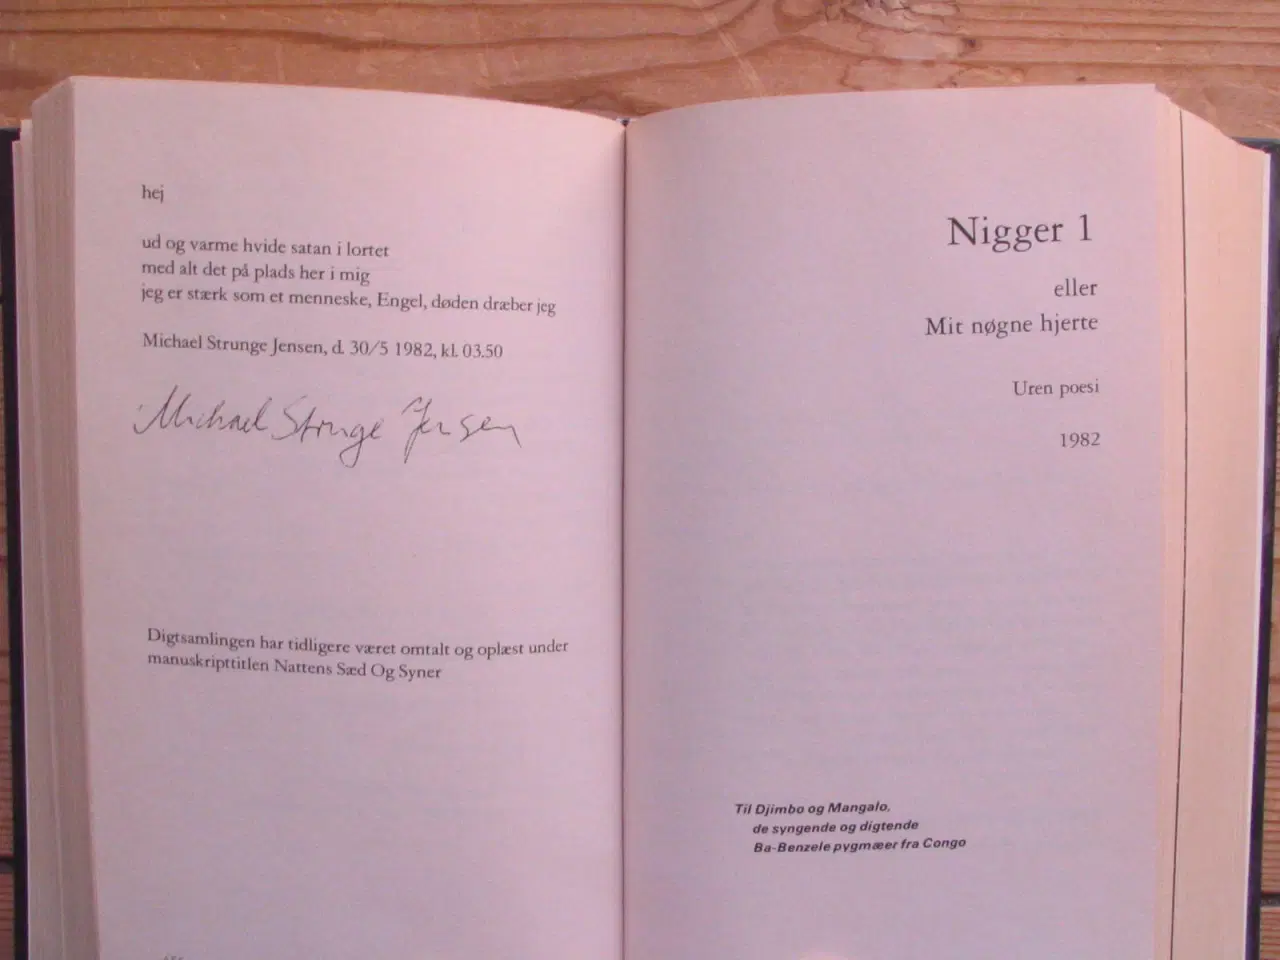 hej
ud og varme hvide satan i lortet
med alt det på plads her i mig
jeg er stærk som et menneske, Engel, døden dræber jeg
Michael Strunge Jensen, d. 30/5 1982, kl. 03.50
Michael Strunge Jensen
Digtsamlingen har tidligere været omtalt og oplæst under
manuskripttitlen Nattens Sæd Og Syner
Nigger 1
eller
Mit nøgne hjerte
Uren poesi
1982
Til Djimbo og Mangalo,
de syngende og digtende
Ba-Benzele pygmæer fra Congo